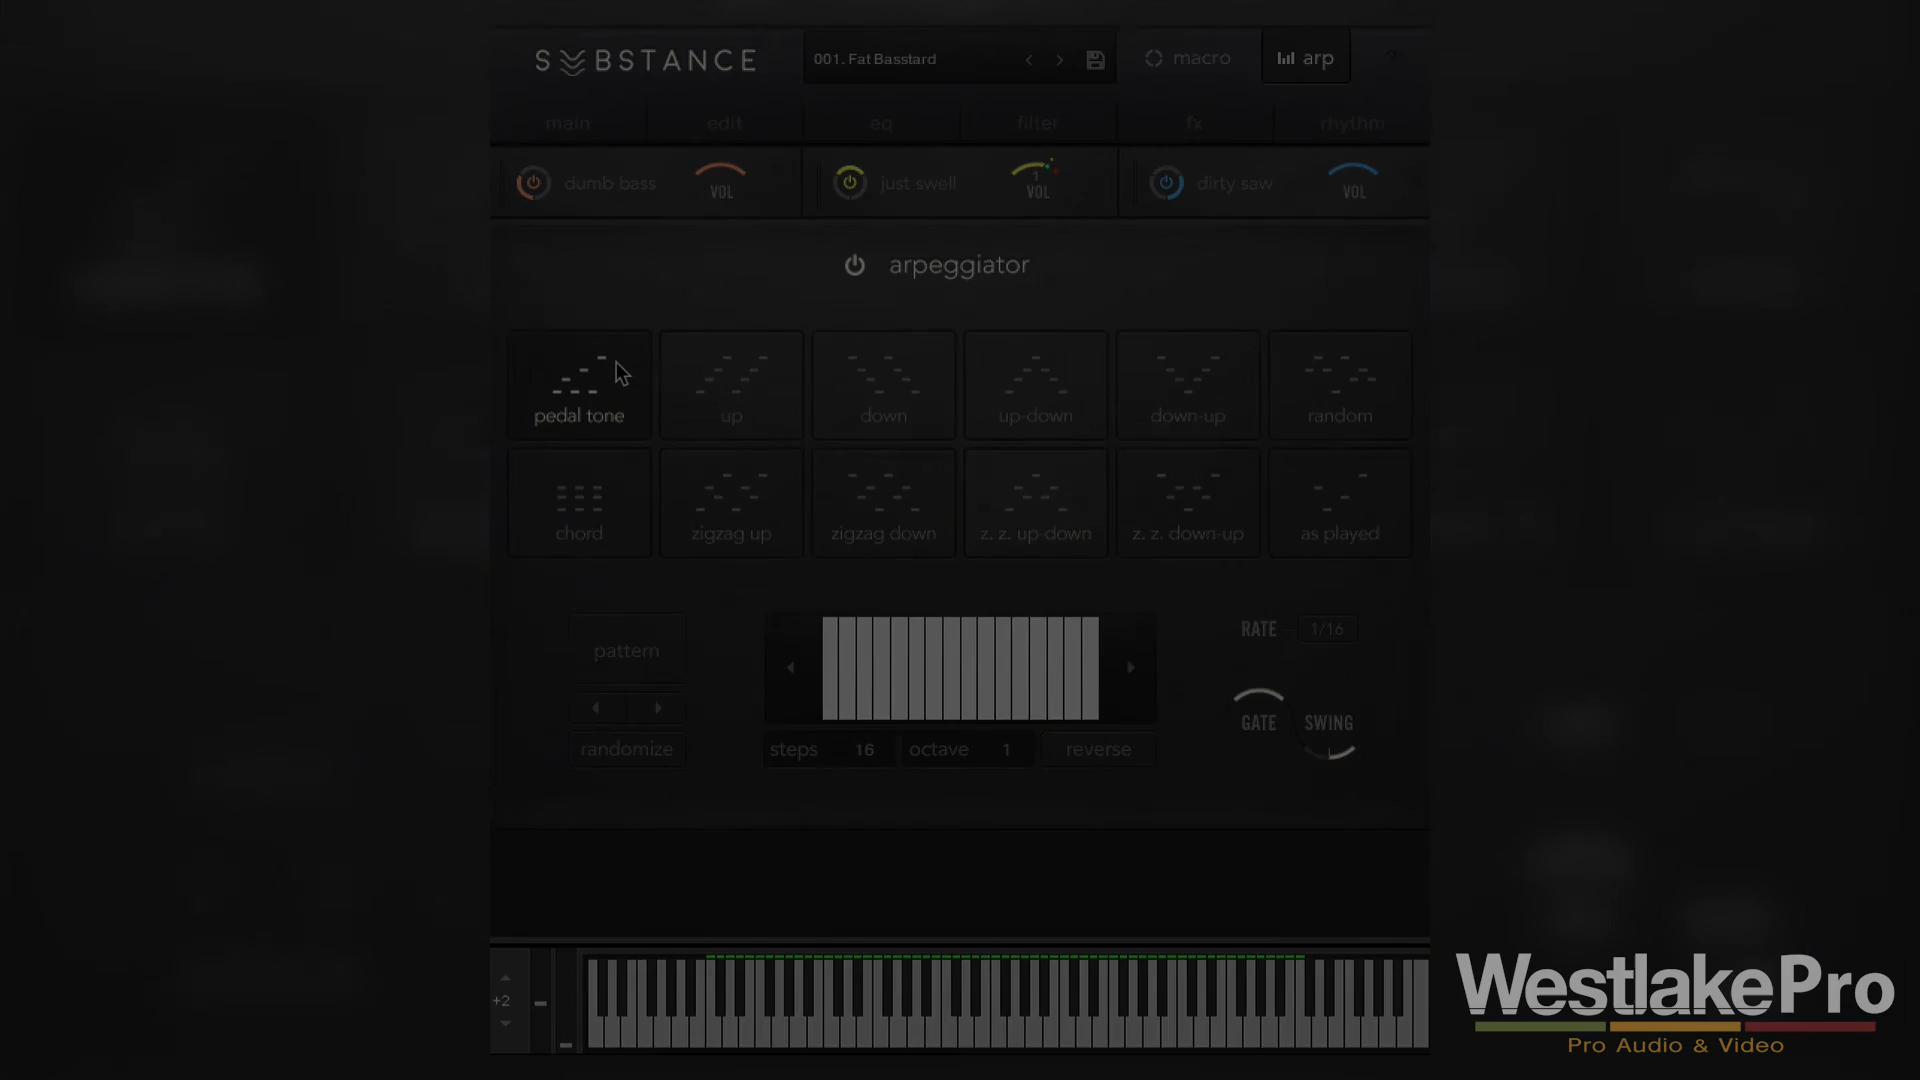 SUBSTANCE
001. Fat Basstard
macro
arp
?
main
edit
eq
filter
fx
rhythm
dumb bass
VOL
just swell
1
VOL
dirty saw
VOL
arpeggiator
pedal tone
up
down
up-down
down-up
random
chord
zigzag up
zigzag down
z. z. up-down
z. z. down-up
as played
pattern
RATE
1/16
GATE
SWING
randomize
steps 16
octave 1
reverse
+2
WestlakePro
Pro Audio & Video